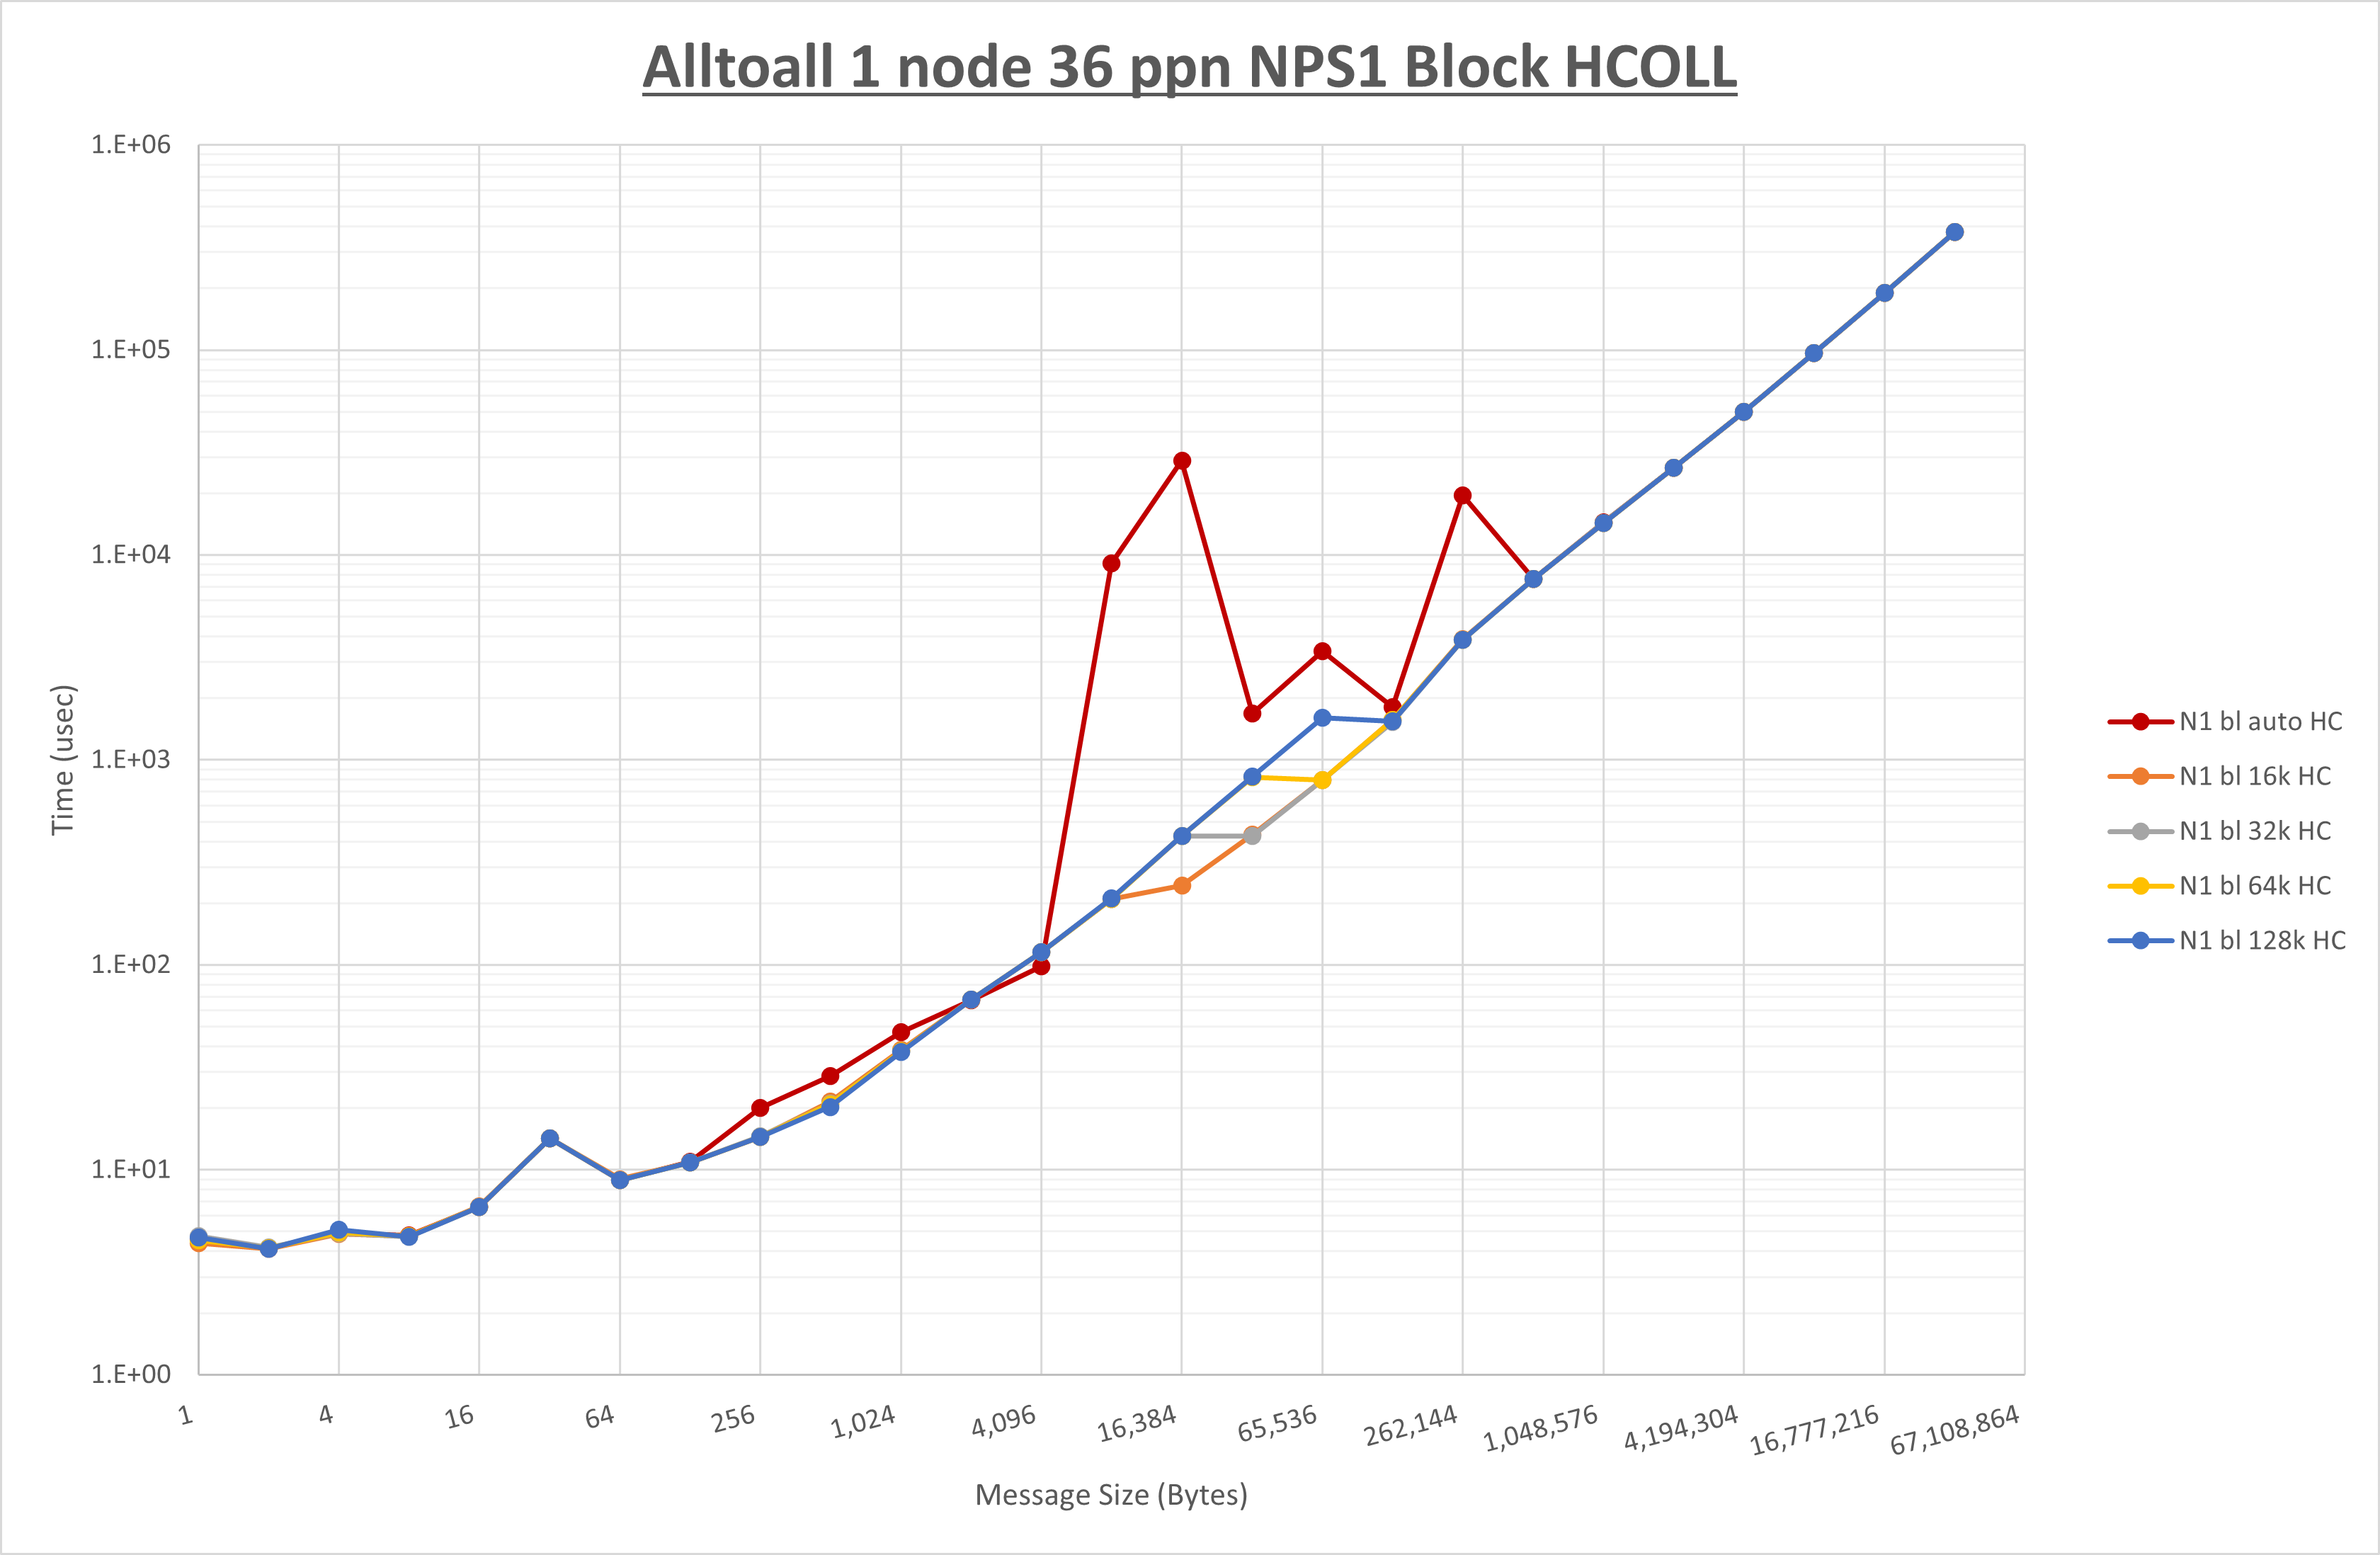 Alltoall 1 node 36 ppn NPS1 Block HCOLL
1.E+06
1.E+05
1.E+04
1.E+03
1.E+02
1.E+01
1.E+00
Time (usec)
1
4
16
64
256
1,024
4,096
16,384
65,536
262,144
1,048,576
4,194,304
16,777,216
67,108,864
Message Size (Bytes)
N1 bl auto HC
N1 bl 16k HC
N1 bl 32k HC
N1 bl 64k HC
N1 bl 128k HC